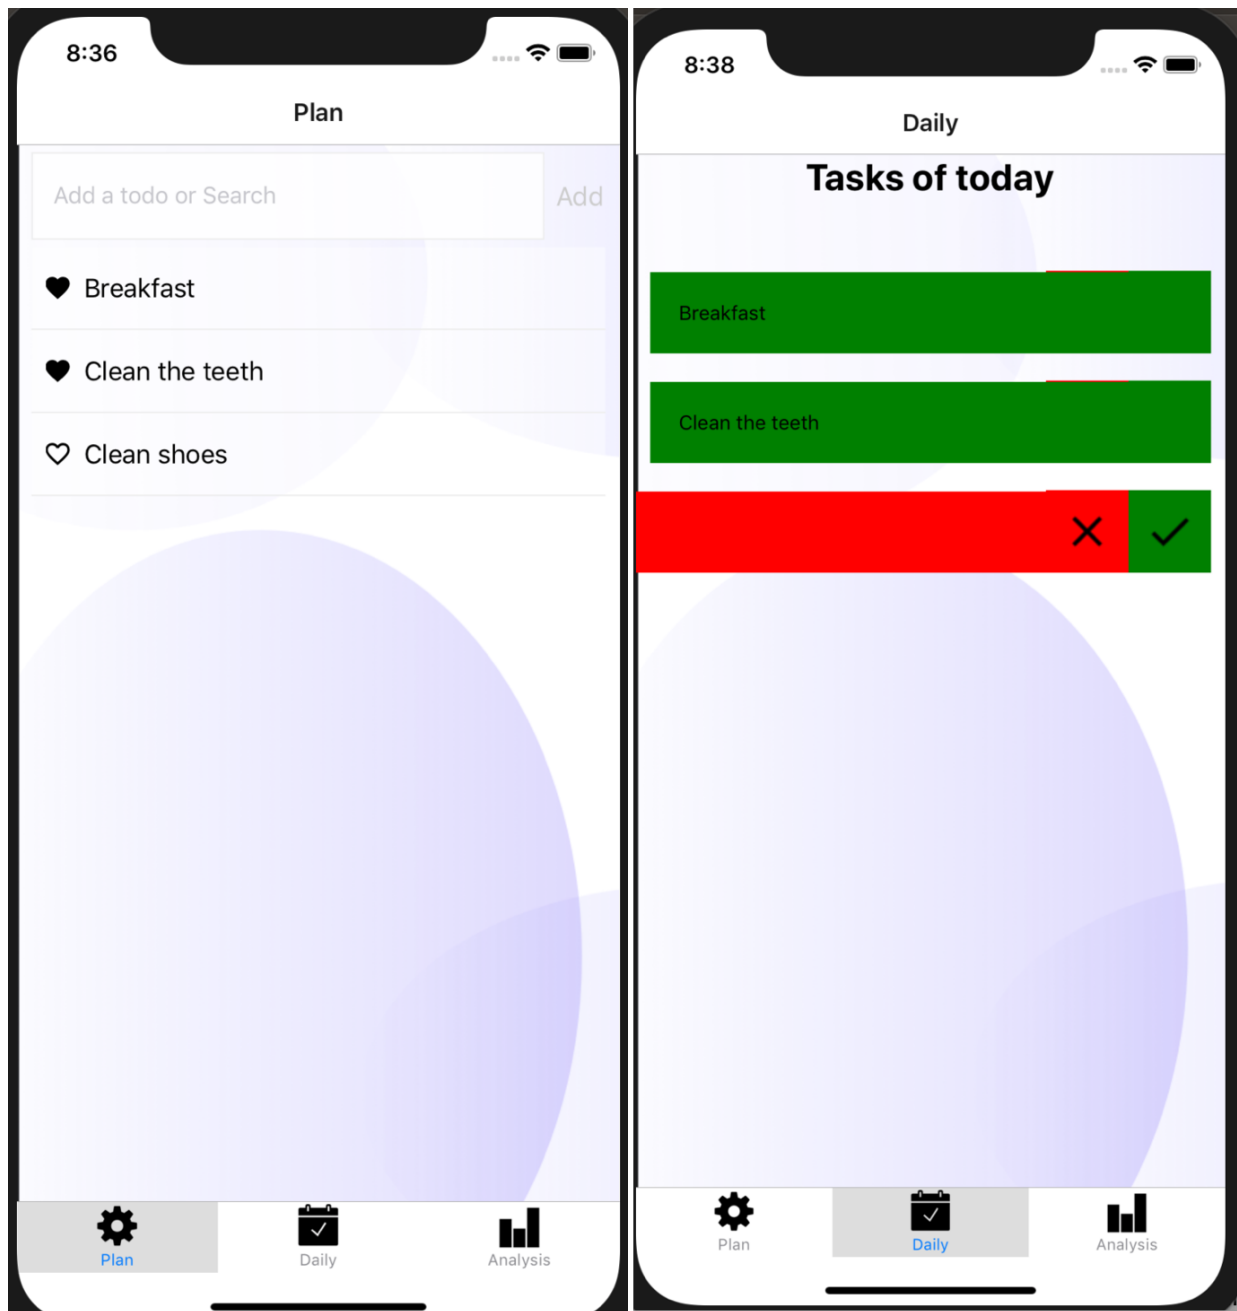 8:36
Plan
Add a todo or Search
Add
Breakfast
Clean the teeth
Clean shoes
Plan
Daily
Analysis
8:38
Daily
Tasks of today
Breakfast
Clean the teeth
Plan
Daily
Analysis